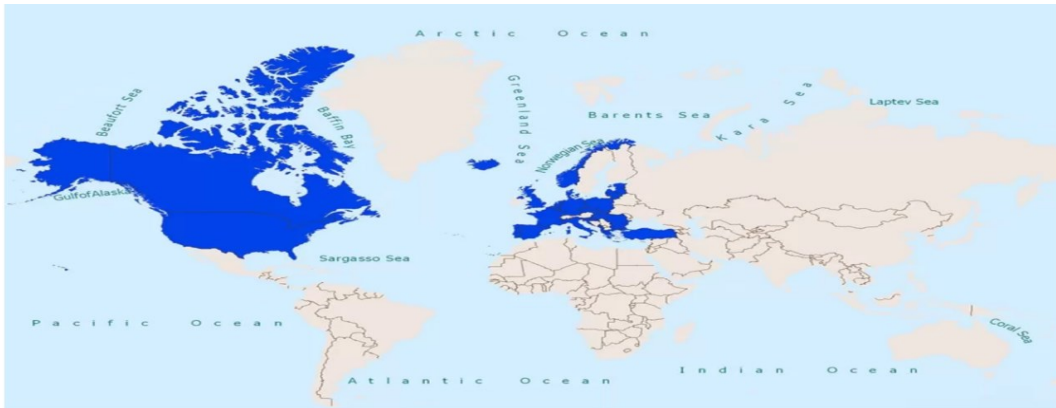 Arctic Ocean
Beaufort Sea
Baffin Bay
Greenland Sea
Barents Sea
Kara Sea
Laptev Sea
Norwegian Sea
Gulf of Alaska
Sargasso Sea
Pacific Ocean
Coral Sea
Indian Ocean
Atlantic Ocean